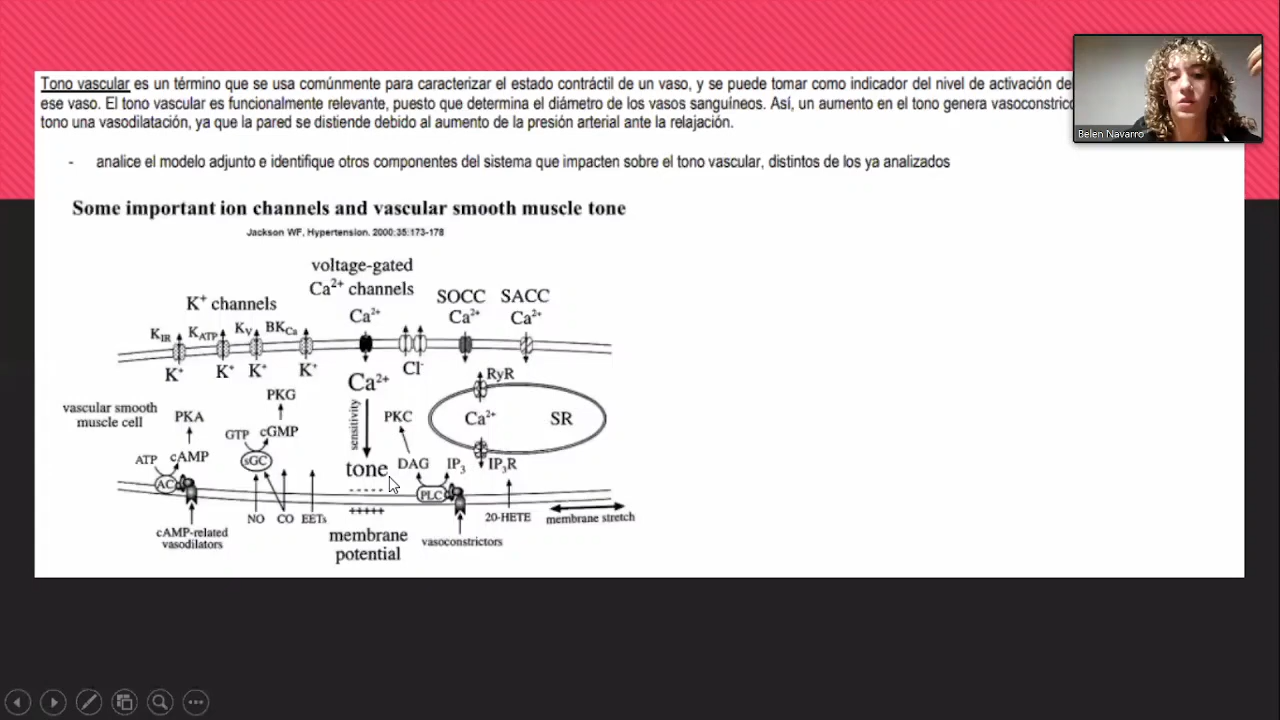 Tono vascular es un término que se usa comúnmente para caracterizar el estado contráctil de un vaso, y se puede tomar como indicador del nivel de activación de
ese vaso. El tono vascular es funcionalmente relevante, puesto que determina el diámetro de los vasos sanguíneos. Así, un aumento en el tono genera
tono una vasodilatación, ya que la pared se distiende debido al aumento de la presión arterial ante la relajación.
- analice el modelo adjunto e identifique otros componentes del sistema que impacten sobre el tono vascular, distintos de los ya analizados
Belen Navarro
Some important ion channels and vascular smooth muscle tone
Jackson WF, Hypertension. 2000;35:173-178
voltage-gated
Ca²⁺ channels
K⁺ channels
SOCC SACC
Ca²⁺ Ca²⁺ Ca²⁺
K_IR K_ATP K_V BK_Ca
K⁺ K⁺ K⁺ K⁺ Cl⁻
Ca²⁺
RyR
vascular smooth
muscle cell
PKA
PKG
sensitivity
PKC
Ca²⁺ SR
GTP cGMP
sGC
ATP cAMP
tone
DAG IP₃ IP₃R
AC
- - - - -
PLC
+++++
NO CO EETs
20-HETE
membrane stretch
cAMP-related
vasodilators
membrane
potential
vasoconstrictors